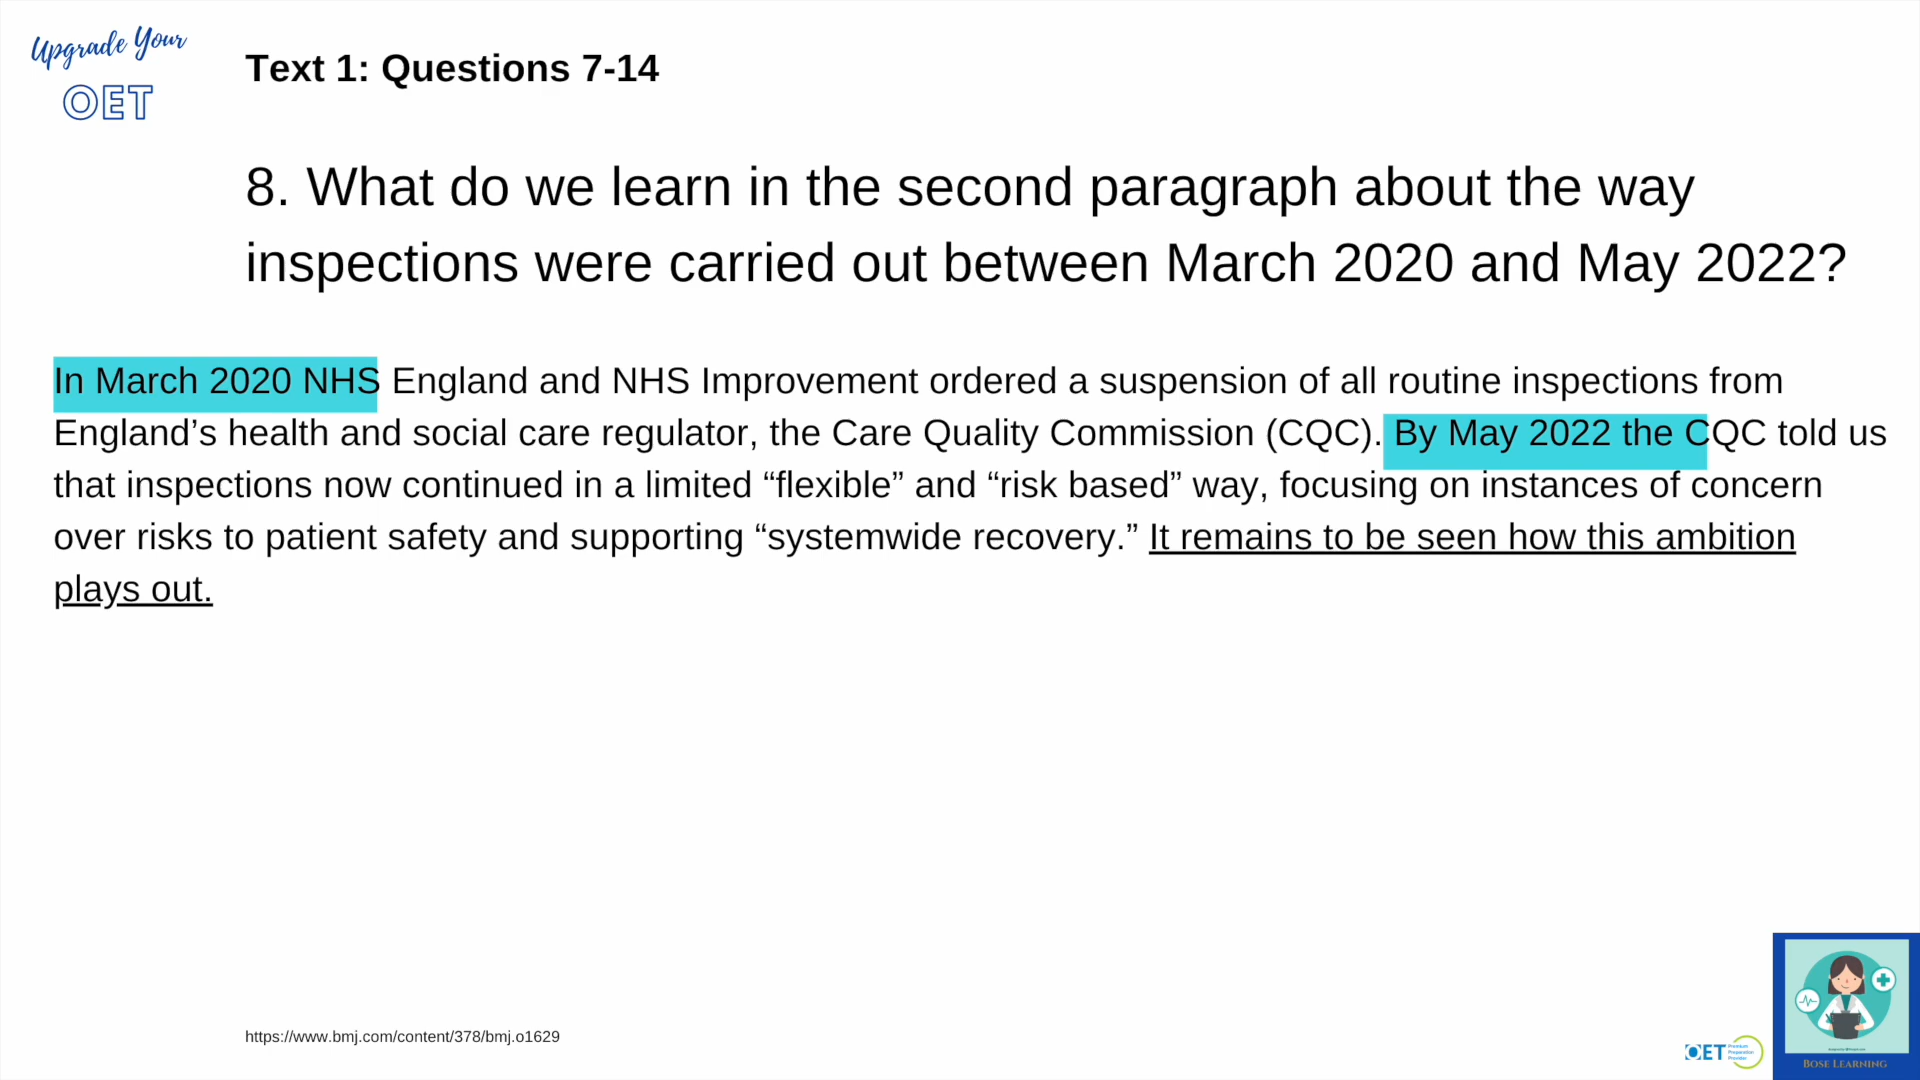 Upgrade Your
OET
Text 1: Questions 7-14
8. What do we learn in the second paragraph about the way
inspections were carried out between March 2020 and May 2022?
In March 2020 NHS England and NHS Improvement ordered a suspension of all routine inspections from
England’s health and social care regulator, the Care Quality Commission (CQC). By May 2022 the CQC told us
that inspections now continued in a limited “flexible” and “risk based” way, focusing on instances of concern
over risks to patient safety and supporting “systemwide recovery.” It remains to be seen how this ambition
plays out.
https://www.bmj.com/content/378/bmj.o1629
OET
Premium
Preparation
Provider
BOSE LEARNING